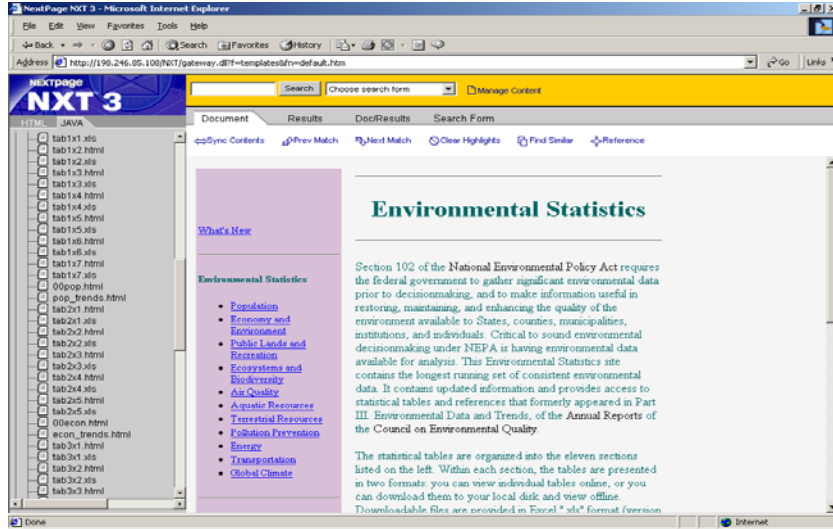 NextPage NXT 3 - Microsoft Internet Explorer
File Edit View Favorites Tools Help
Back Search Favorites History
Address http://190.246.05.100/NXT/gateway.dll?f=templates&fn=default.htm Go Links
NEXTPAGE
NXT 3
Search Choose search form Manage Content
HTML JAVA
Document Results Doc/Results Search Form
Sync Contents Prev Match Next Match Clear Highlights Find Similar Reference
tab1x1.xls
tab1x2.html
tab1x2.xls
tab1x3.html
tab1x3.xls
tab1x4.html
tab1x4.xls
tab1x5.html
tab1x5.xls
tab1x6.html
tab1x6.xls
tab1x7.html
tab1x7.xls
00pop.html
pop_trends.html
tab2x1.html
tab2x1.xls
tab2x2.html
tab2x2.xls
tab2x3.html
tab2x3.xls
tab2x4.html
tab2x4.xls
tab2x5.html
tab2x5.xls
00econ.html
econ_trends.html
tab3x1.html
tab3x1.xls
tab3x2.html
tab3x2.xls
tab3x3.html
What's New
Environmental Statistics
Population
Economy and
Environment
Public Lands and
Recreation
Ecosystems and
Biodiversity
Air Quality
Aquatic Resources
Terrestrial Resources
Pollution Prevention
Energy
Transportation
Global Climate
Environmental Statistics
Section 102 of the National Environmental Policy Act requires
the federal government to gather significant environmental data
prior to decisionmaking, and to make information useful in
restoring, maintaining, and enhancing the quality of the
environment available to States, counties, municipalities,
institutions, and individuals. Critical to sound environmental
decisionmaking under NEPA is having environmental data
available for analysis. This Environmental Statistics site
contains the longest running set of consistent environmental
data. It contains updated information and provides access to
statistical tables and references that formerly appeared in Part
III. Environmental Data and Trends, of the Annual Reports of
the Council on Environmental Quality.
The statistical tables are organized into the eleven sections
listed on the left. Within each section, the tables are presented
in two formats: you can view individual tables online, or you
can download them to your local disk and view offline.
Downloadable files are provided in Excel ".xls" format (version
Done Internet